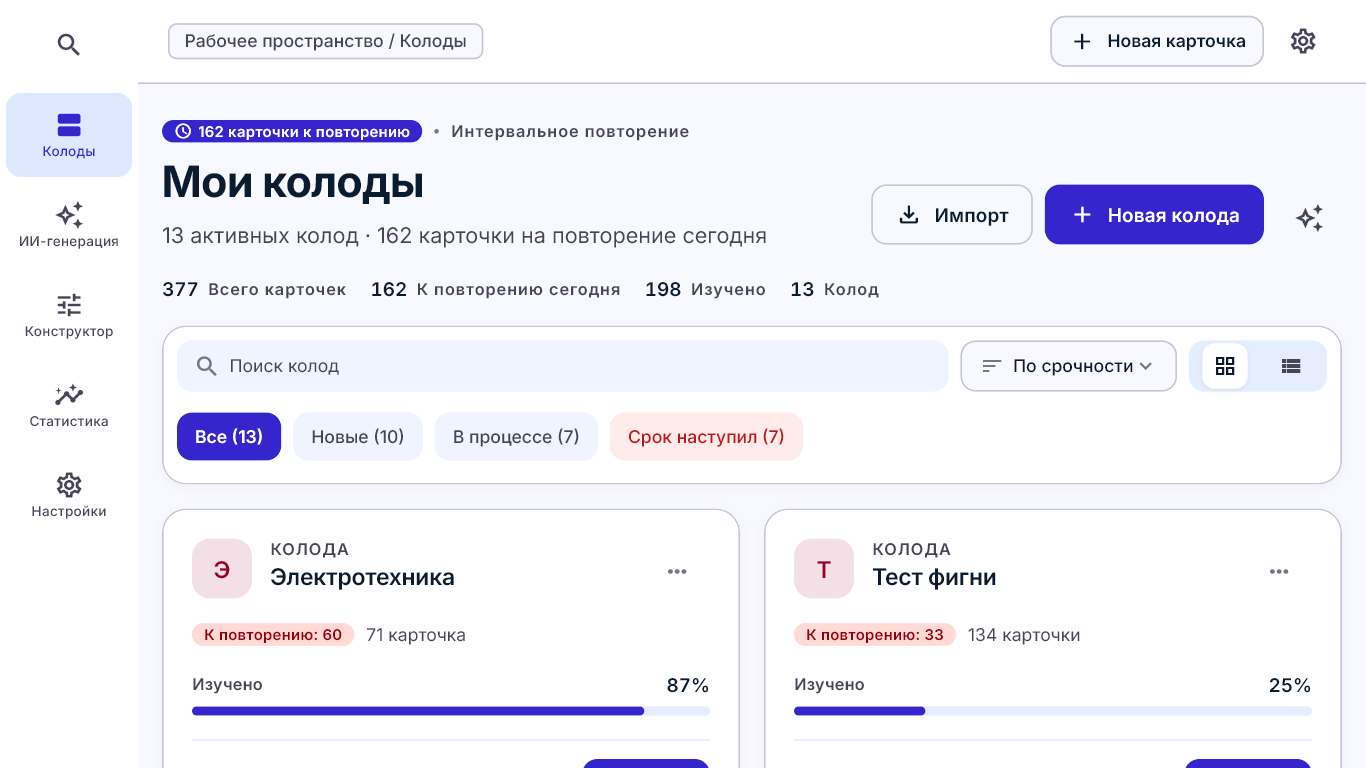 Рабочее пространство / Колоды
Новая карточка
Колоды
ИИ-генерация
Конструктор
Статистика
Настройки
162 карточки к повторению • Интервальное повторение
Мои колоды
13 активных колод · 162 карточки на повторение сегодня
Импорт
Новая колода
377 Всего карточек 162 К повторению сегодня 198 Изучено 13 Колод
Поиск колод
По срочности
Все (13) Новые (10) В процессе (7) Срок наступил (7)
КОЛОДА
Электротехника
К повторению: 60 71 карточка
Изучено 87%
КОЛОДА
Тест фигни
К повторению: 33 134 карточки
Изучено 25%
Э
Т